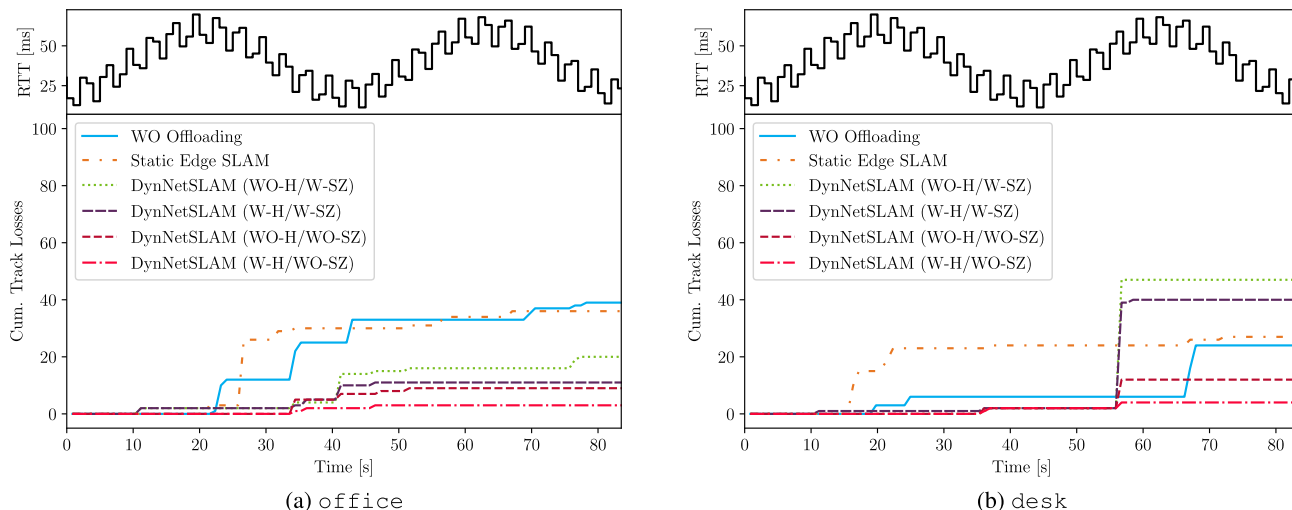 RTT [ms]
50
25
Cum. Track Losses
100
80
60
40
20
0
WO Offloading
Static Edge SLAM
DynNetSLAM (WO-H/W-SZ)
DynNetSLAM (W-H/W-SZ)
DynNetSLAM (WO-H/WO-SZ)
DynNetSLAM (W-H/WO-SZ)
0 10 20 30 40 50 60 70 80
Time [s]
(a) office
RTT [ms]
50
25
Cum. Track Losses
100
80
60
40
20
0
WO Offloading
Static Edge SLAM
DynNetSLAM (WO-H/W-SZ)
DynNetSLAM (W-H/W-SZ)
DynNetSLAM (WO-H/WO-SZ)
DynNetSLAM (W-H/WO-SZ)
0 10 20 30 40 50 60 70 80
Time [s]
(b) desk